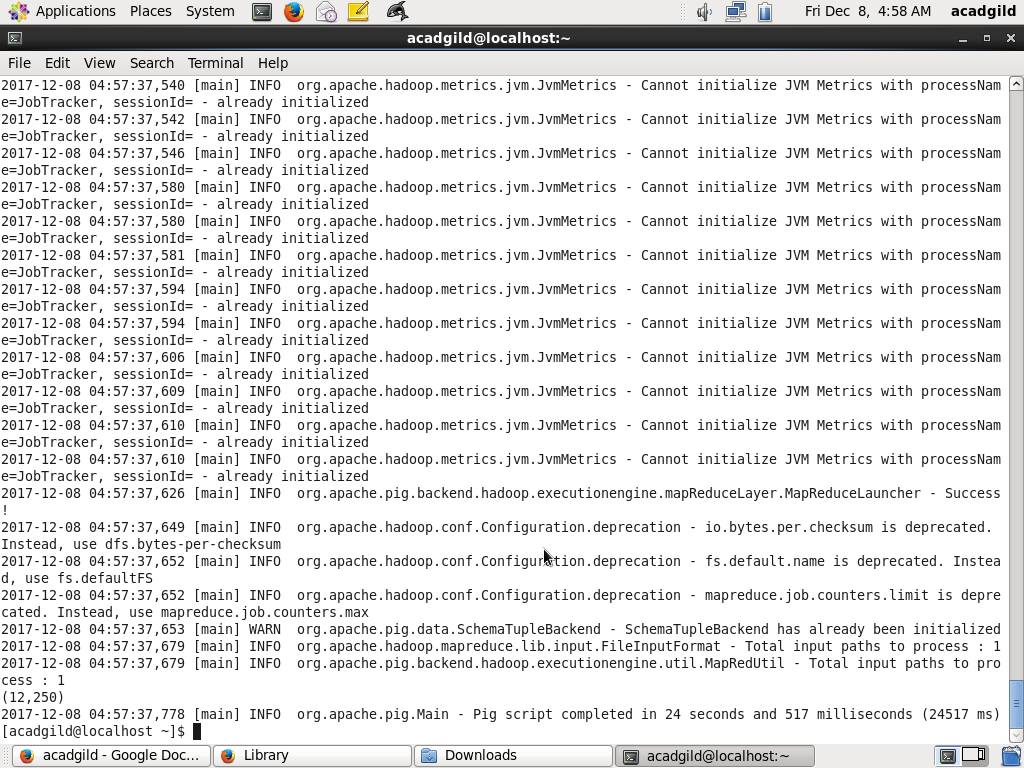 Applications Places System Fri Dec 8, 4:58 AM acadgild
acadgild@localhost:~
File Edit View Search Terminal Help
2017-12-08 04:57:37,540 [main] INFO  org.apache.hadoop.metrics.jvm.JvmMetrics - Cannot initialize JVM Metrics with processNam
e=JobTracker, sessionId= - already initialized
2017-12-08 04:57:37,542 [main] INFO  org.apache.hadoop.metrics.jvm.JvmMetrics - Cannot initialize JVM Metrics with processNam
e=JobTracker, sessionId= - already initialized
2017-12-08 04:57:37,546 [main] INFO  org.apache.hadoop.metrics.jvm.JvmMetrics - Cannot initialize JVM Metrics with processNam
e=JobTracker, sessionId= - already initialized
2017-12-08 04:57:37,580 [main] INFO  org.apache.hadoop.metrics.jvm.JvmMetrics - Cannot initialize JVM Metrics with processNam
e=JobTracker, sessionId= - already initialized
2017-12-08 04:57:37,580 [main] INFO  org.apache.hadoop.metrics.jvm.JvmMetrics - Cannot initialize JVM Metrics with processNam
e=JobTracker, sessionId= - already initialized
2017-12-08 04:57:37,581 [main] INFO  org.apache.hadoop.metrics.jvm.JvmMetrics - Cannot initialize JVM Metrics with processNam
e=JobTracker, sessionId= - already initialized
2017-12-08 04:57:37,594 [main] INFO  org.apache.hadoop.metrics.jvm.JvmMetrics - Cannot initialize JVM Metrics with processNam
e=JobTracker, sessionId= - already initialized
2017-12-08 04:57:37,594 [main] INFO  org.apache.hadoop.metrics.jvm.JvmMetrics - Cannot initialize JVM Metrics with processNam
e=JobTracker, sessionId= - already initialized
2017-12-08 04:57:37,606 [main] INFO  org.apache.hadoop.metrics.jvm.JvmMetrics - Cannot initialize JVM Metrics with processNam
e=JobTracker, sessionId= - already initialized
2017-12-08 04:57:37,609 [main] INFO  org.apache.hadoop.metrics.jvm.JvmMetrics - Cannot initialize JVM Metrics with processNam
e=JobTracker, sessionId= - already initialized
2017-12-08 04:57:37,610 [main] INFO  org.apache.hadoop.metrics.jvm.JvmMetrics - Cannot initialize JVM Metrics with processNam
e=JobTracker, sessionId= - already initialized
2017-12-08 04:57:37,610 [main] INFO  org.apache.hadoop.metrics.jvm.JvmMetrics - Cannot initialize JVM Metrics with processNam
e=JobTracker, sessionId= - already initialized
2017-12-08 04:57:37,626 [main] INFO  org.apache.pig.backend.hadoop.executionengine.mapReduceLayer.MapReduceLauncher - Success
!
2017-12-08 04:57:37,649 [main] INFO  org.apache.hadoop.conf.Configuration.deprecation - io.bytes.per.checksum is deprecated.
Instead, use dfs.bytes-per-checksum
2017-12-08 04:57:37,652 [main] INFO  org.apache.hadoop.conf.Configuration.deprecation - fs.default.name is deprecated. Instea
d, use fs.defaultFS
2017-12-08 04:57:37,652 [main] INFO  org.apache.hadoop.conf.Configuration.deprecation - mapreduce.job.counters.limit is depre
cated. Instead, use mapreduce.job.counters.max
2017-12-08 04:57:37,653 [main] WARN  org.apache.pig.data.SchemaTupleBackend - SchemaTupleBackend has already been initialized
2017-12-08 04:57:37,679 [main] INFO  org.apache.hadoop.mapreduce.lib.input.FileInputFormat - Total input paths to process : 1
2017-12-08 04:57:37,679 [main] INFO  org.apache.pig.backend.hadoop.executionengine.util.MapRedUtil - Total input paths to pro
cess : 1
(12,250)
2017-12-08 04:57:37,778 [main] INFO  org.apache.pig.Main - Pig script completed in 24 seconds and 517 milliseconds (24517 ms)
[acadgild@localhost ~]$
acadgild - Google Doc... Library Downloads acadgild@localhost:~